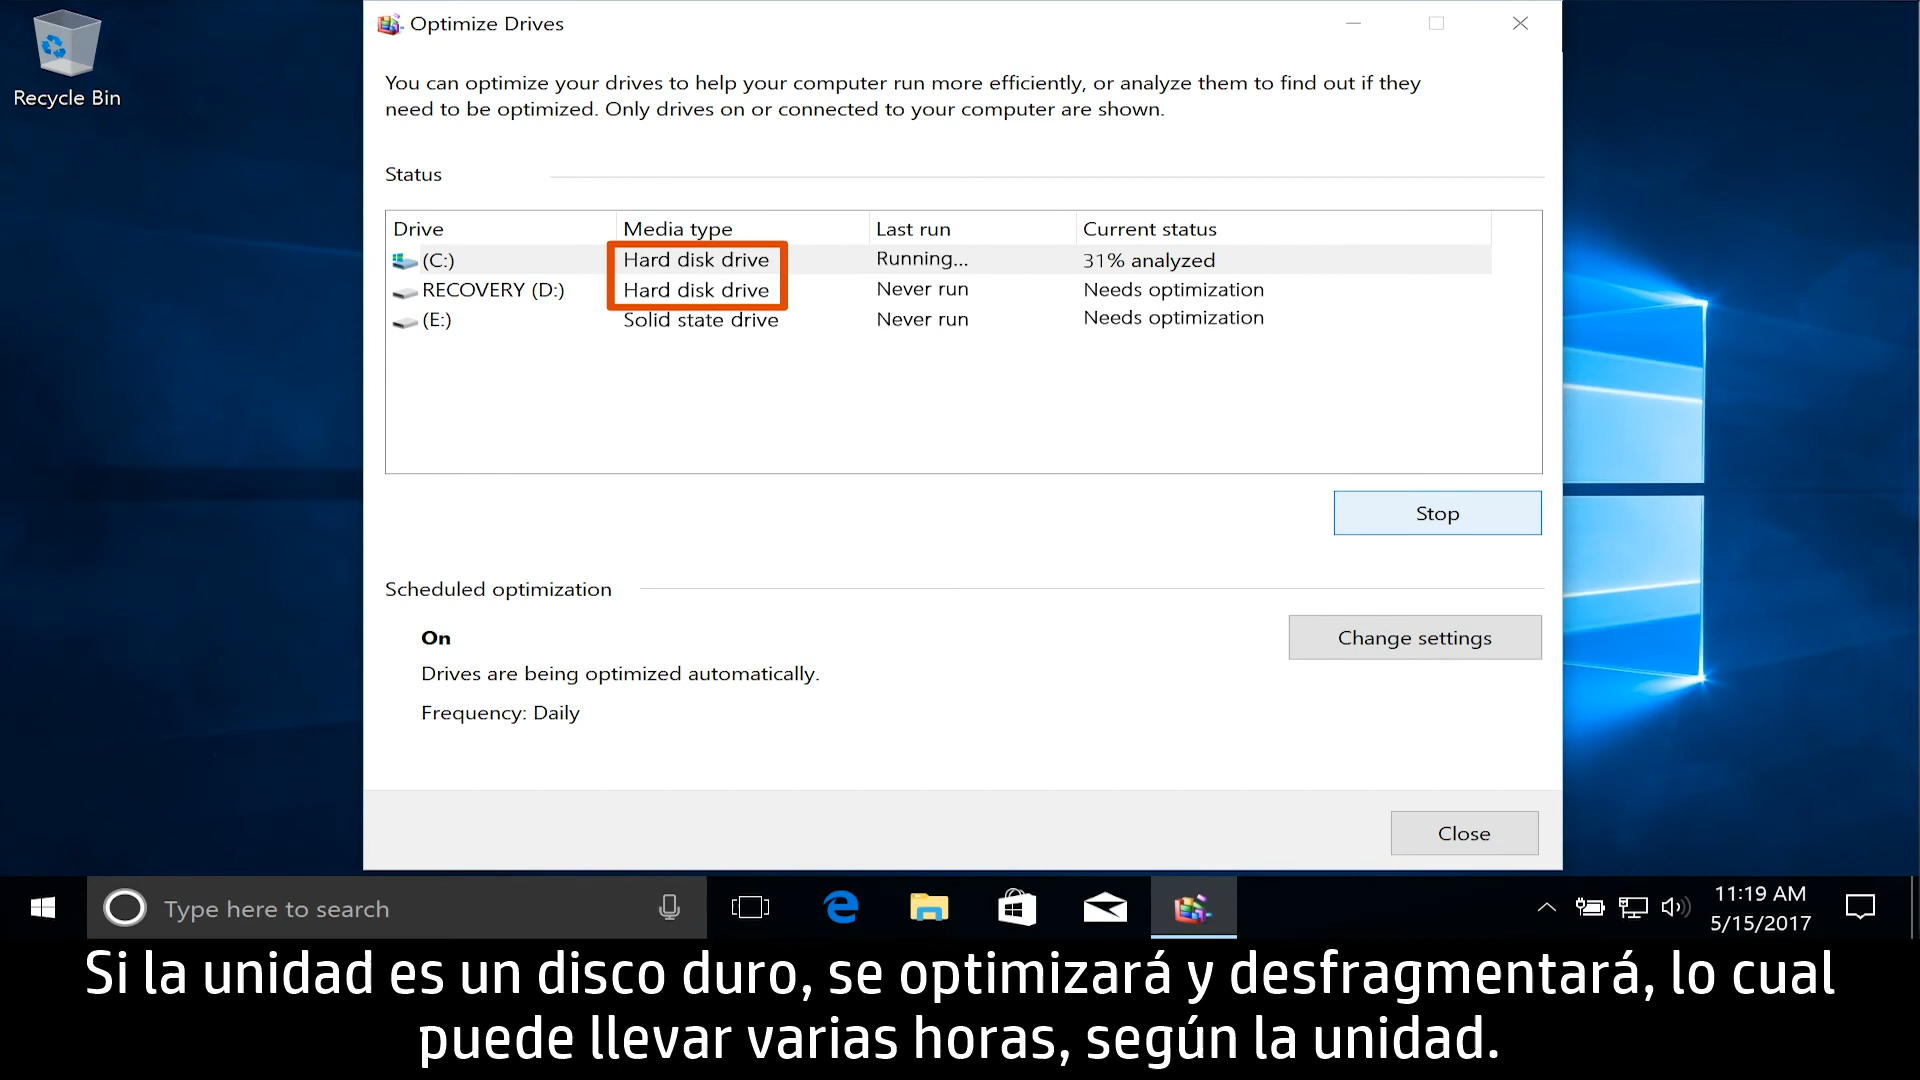 Optimize Drives
Recycle Bin
You can optimize your drives to help your computer run more efficiently, or analyze them to find out if they
need to be optimized. Only drives on or connected to your computer are shown.
Status
Drive Media type Last run Current status
(C:) Hard disk drive Running... 31% analyzed
RECOVERY (D:) Hard disk drive Never run Needs optimization
(E:) Solid state drive Never run Needs optimization
Stop
Scheduled optimization
On
Change settings
Drives are being optimized automatically.
Frequency: Daily
Close
Type here to search
11:19 AM
5/15/2017
Si la unidad es un disco duro, se optimizará y desfragmentará, lo cual
puede llevar varias horas, según la unidad.